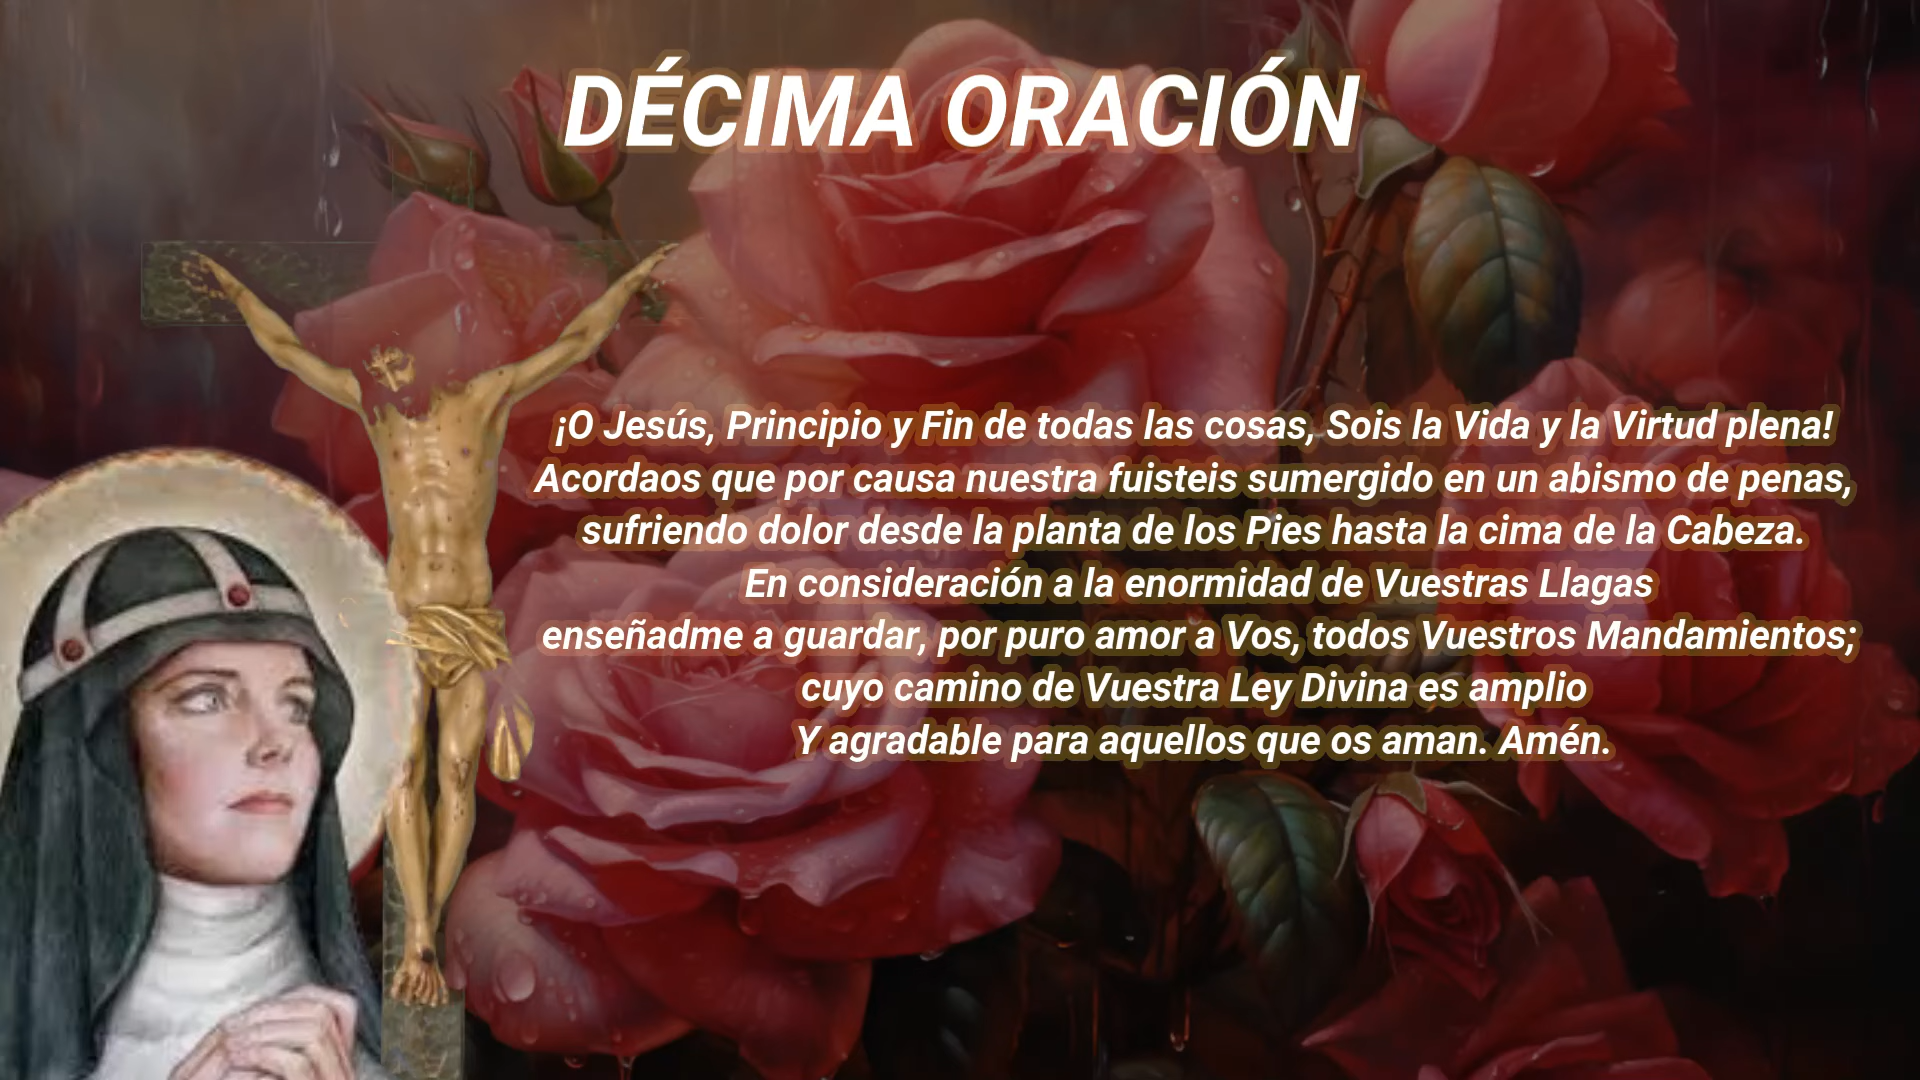 DÉCIMA ORACIÓN
¡O Jesús, Principio y Fin de todas las cosas, Sois la Vida y la Virtud plena!
Acordaos que por causa nuestra fuisteis sumergido en un abismo de penas,
sufriendo dolor desde la planta de los Pies hasta la cima de la Cabeza.
En consideración a la enormidad de Vuestras Llagas
enseñadme a guardar, por puro amor a Vos, todos Vuestros Mandamientos;
cuyo camino de Vuestra Ley Divina es amplio
Y agradable para aquellos que os aman. Amén.